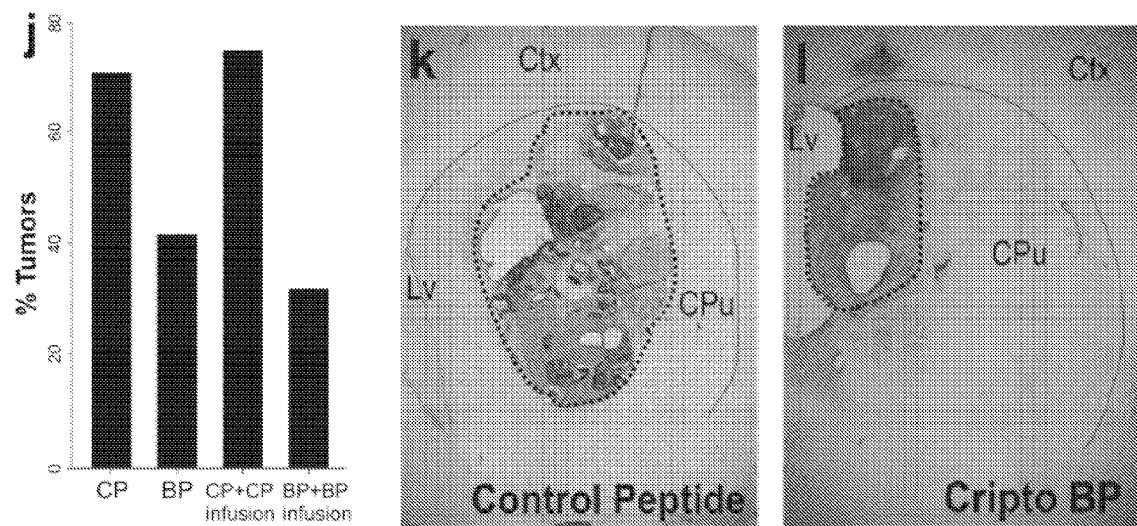 j
% Tumors
80
60
40
20
0
CP
BP
CP+CP
infusion
BP+BP
infusion
k
Ctx
Lv
CPu
Control Peptide
l
Ctx
Lv
CPu
Cripto BP